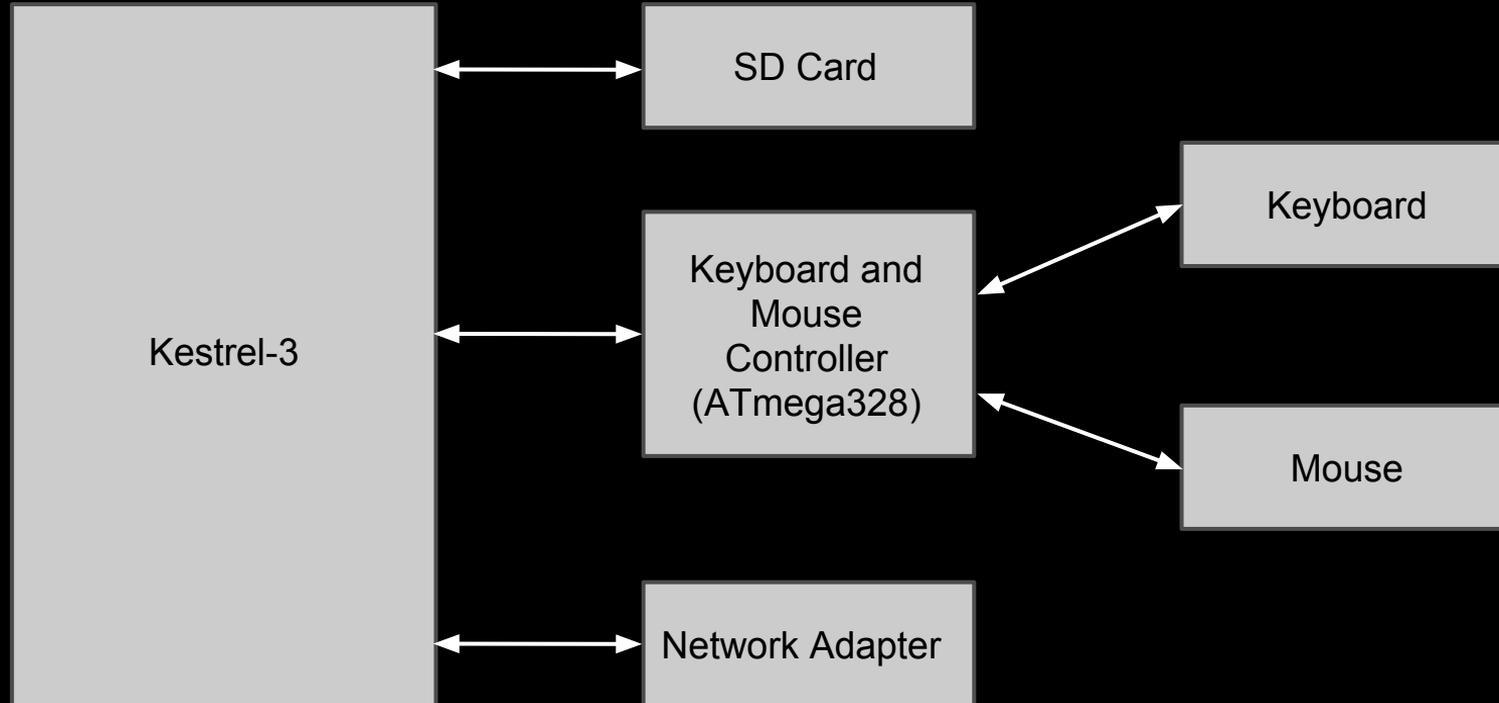 SD Card
Keyboard
Keyboard and
Mouse
Controller
(ATmega328)
Kestrel-3
Mouse
Network Adapter